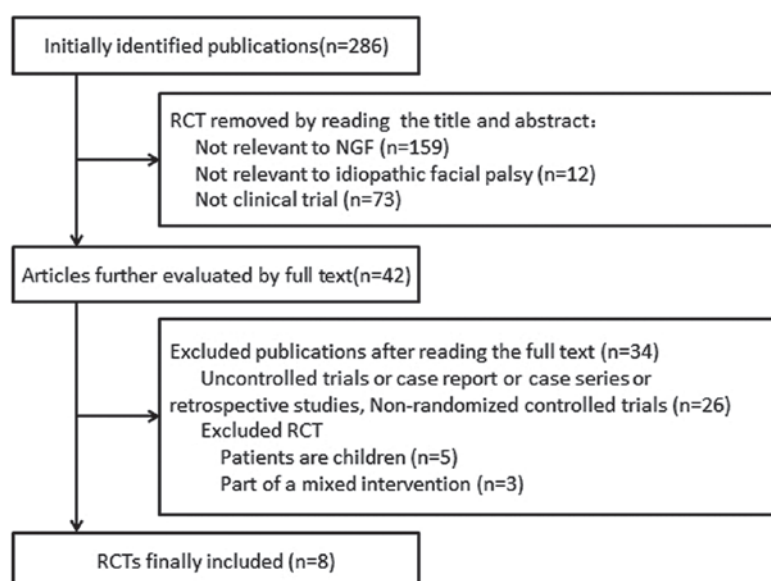 Initially identified publications(n=286)
RCT removed by reading the title and abstract:
Not relevant to NGF (n=159)
Not relevant to idiopathic facial palsy (n=12)
Not clinical trial (n=73)
Articles further evaluated by full text(n=42)
Excluded publications after reading the full text (n=34)
Uncontrolled trials or case report or case series or
retrospective studies, Non-randomized controlled trials (n=26)
Excluded RCT
Patients are children (n=5)
Part of a mixed intervention (n=3)
RCTs finally included (n=8)